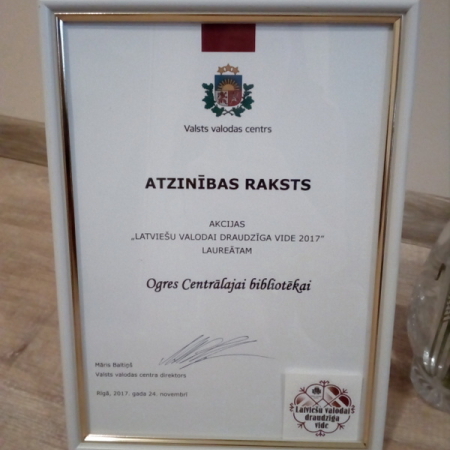 Valsts valodas centrs
ATZINĪBAS RAKSTS
AKCIJAS
„LATVIEŠU VALODAI DRAUDZĪGA VIDE 2017”
LAUREĀTAM
Ogres Centrālajai bibliotēkai
Māris Baltiņš
Valsts valodas centra direktors
Rīgā, 2017. gada 24. novembrī
Latviešu valodai
draudzīga
vide